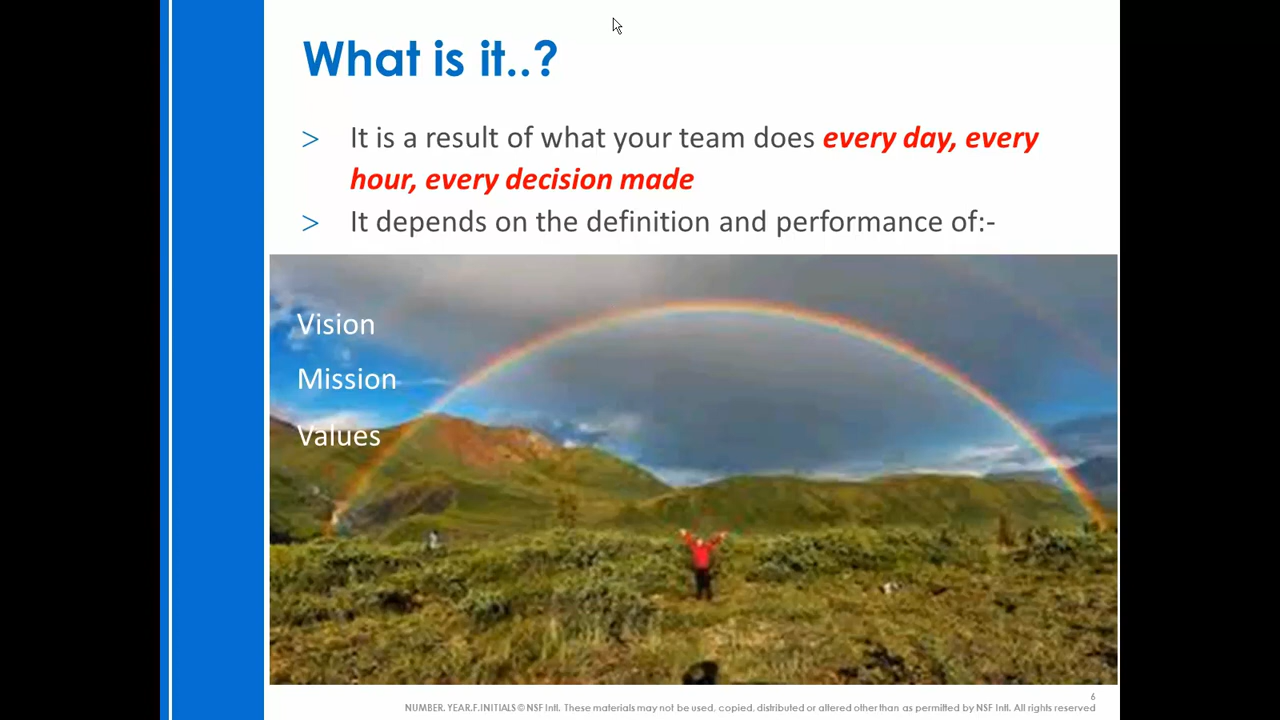 What is it..?
> It is a result of what your team does every day, every
hour, every decision made
> It depends on the definition and performance of:-
Vision
Mission
Values
6
NUMBER. YEAR.F.INITIALS © NSF Intl. These materials may not be used, copied, distributed or altered other than as permitted by NSF Intl. All rights reserved